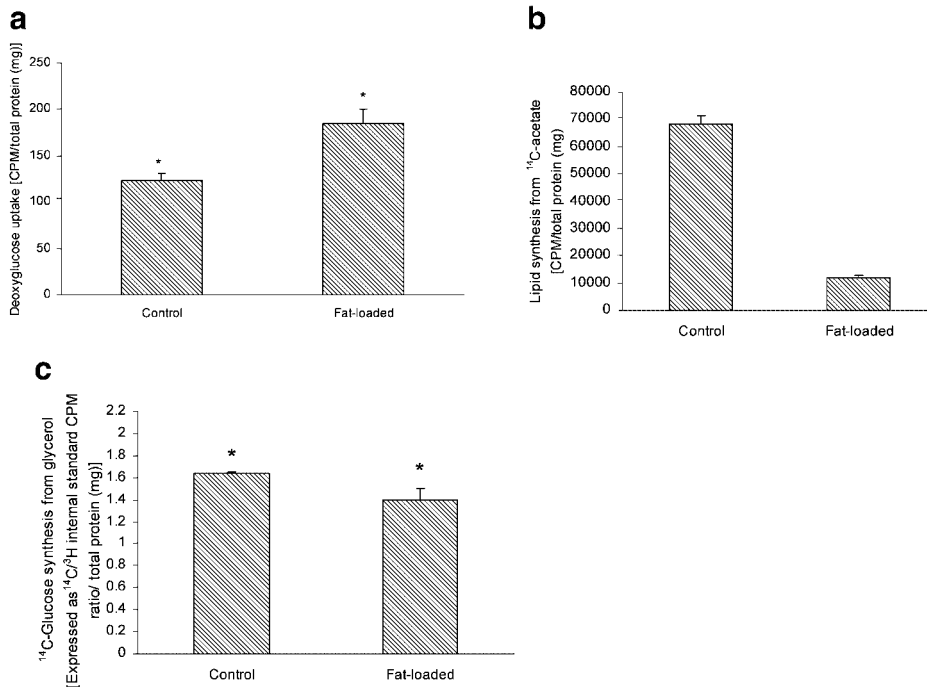 a
Deoxyglucose uptake [CPM/total protein (mg)]
250
200
150
100
50
0
*
*
Control Fat-loaded
b
Lipid synthesis from ¹⁴C-acetate
[CPM/total protein (mg)
80000
70000
60000
50000
40000
30000
20000
10000
0
Control Fat-loaded
c
¹⁴C-Glucose synthesis from glycerol
[Expressed as ¹⁴C/³H internal standard CPM
ratio/ total protein (mg)]
2.2
2
1.8
1.6
1.4
1.2
1
0.8
0.6
0.4
0.2
0
*
*
Control Fat-loaded